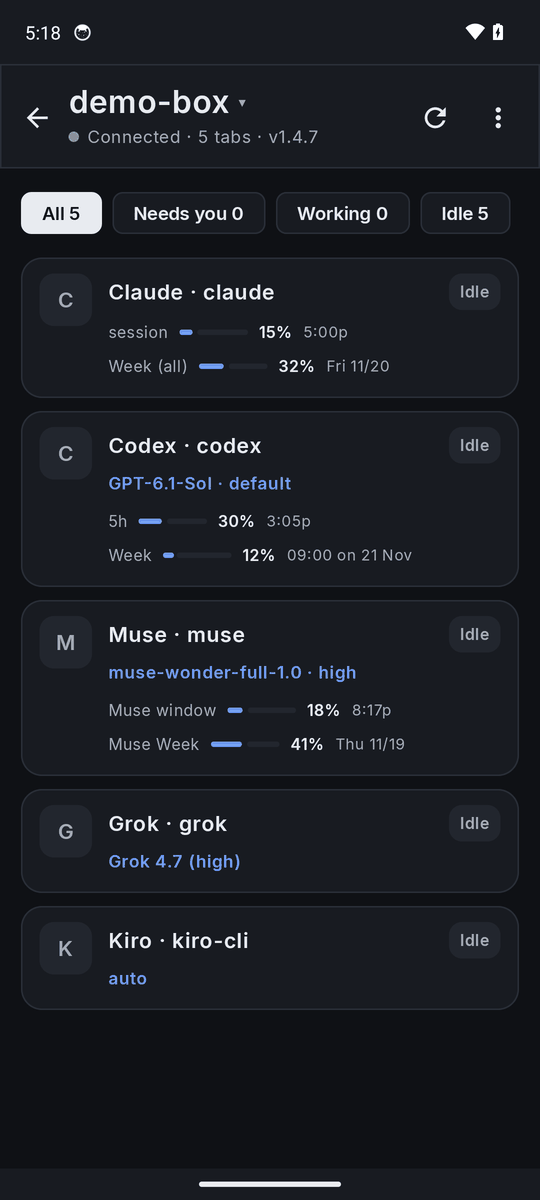 5:18
demo-box ▾
Connected · 5 tabs · v1.4.7
All 5 Needs you 0 Working 0 Idle 5
C Claude · claude Idle
session 15% 5:00p
Week (all) 32% Fri 11/20
C Codex · codex Idle
GPT-6.1-Sol · default
5h 30% 3:05p
Week 12% 09:00 on 21 Nov
M Muse · muse Idle
muse-wonder-full-1.0 · high
Muse window 18% 8:17p
Muse Week 41% Thu 11/19
G Grok · grok Idle
Grok 4.7 (high)
K Kiro · kiro-cli Idle
auto